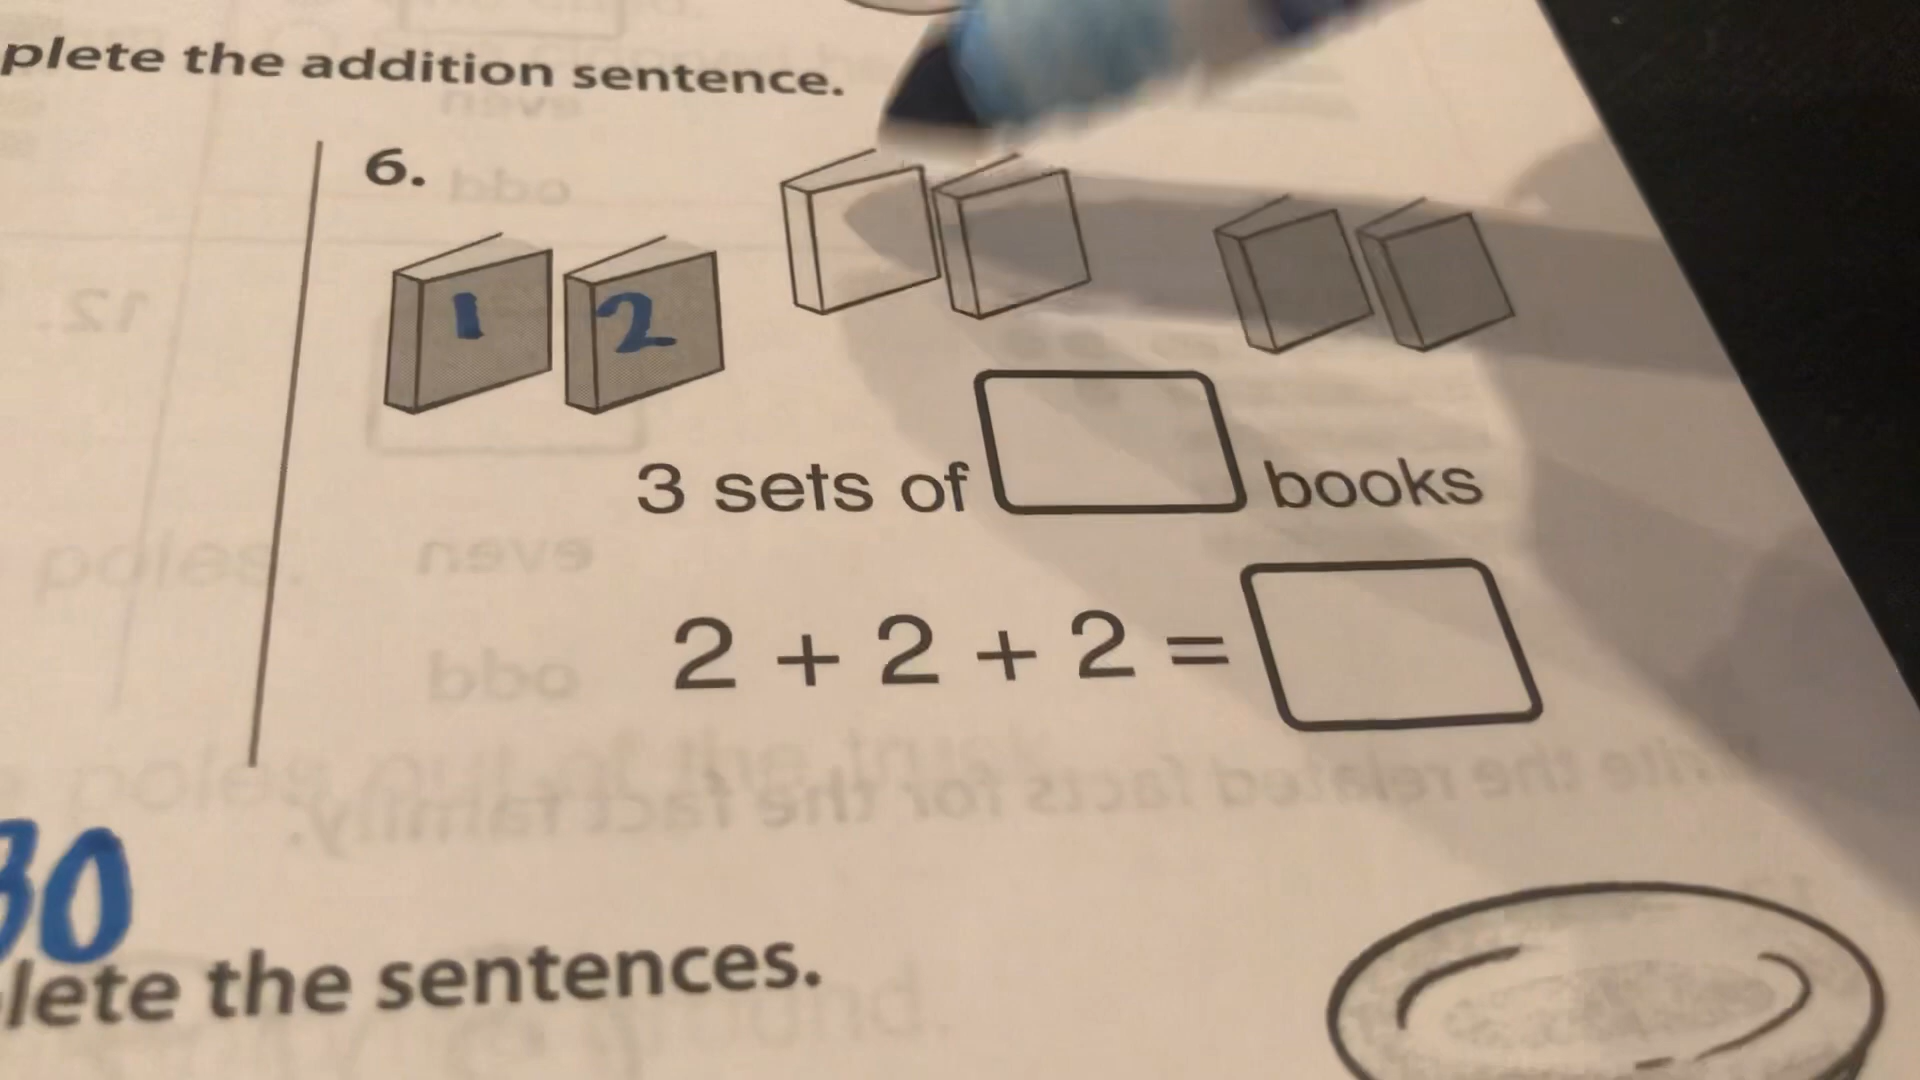 plete the addition sentence.
6.
1 2
3 sets of books
2 + 2 + 2 =
30
lete the sentences.